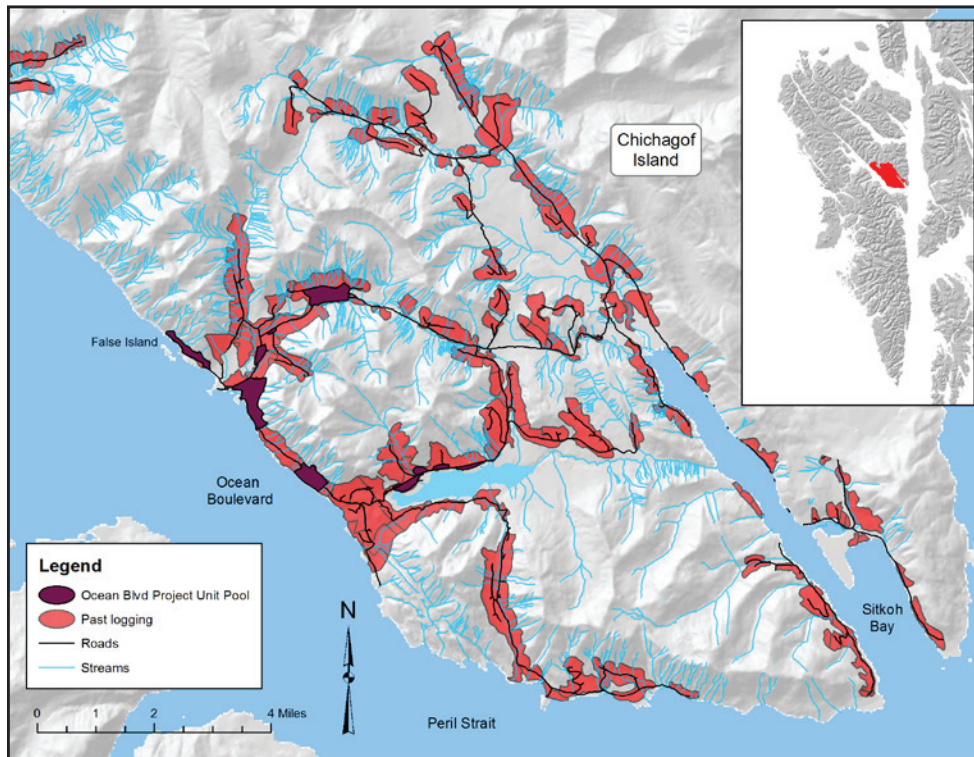 Chichagof
Island
False Island
Ocean
Boulevard
Legend
Ocean Blvd Project Unit Pool
Past logging
Roads
Streams
N
0 2 4 Miles
Sitkoh
Bay
Peril Strait